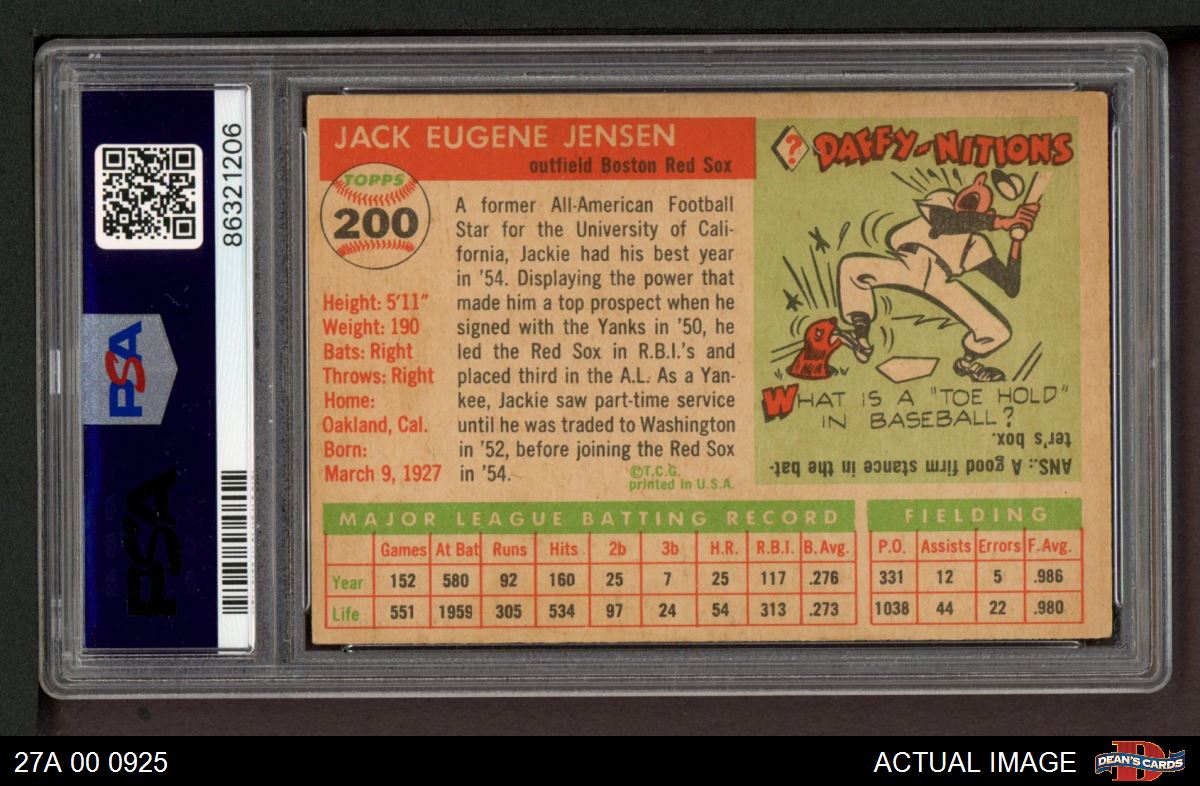 86321206
PSA
PSA
JACK EUGENE JENSEN
outfield Boston Red Sox
TOPPS
200
Height: 5'11"
Weight: 190
Bats: Right
Throws: Right
Home:
Oakland, Cal.
Born:
March 9, 1927
A former All-American Football
Star for the University of Cali-
fornia, Jackie had his best year
in '54. Displaying the power that
made him a top prospect when he
signed with the Yanks in '50, he
led the Red Sox in R.B.I.'s and
placed third in the A.L. As a Yan-
kee, Jackie saw part-time service
until he was traded to Washington
in '52, before joining the Red Sox
in '54.
©T.C.G.
printed in U.S.A.
? DAFFY-NITIONS
WHAT IS A "TOE HOLD"
IN BASEBALL?
ANS.: A good firm stance in the bat-
ter's box.
MAJOR LEAGUE BATTING RECORD
Games At Bat Runs Hits 2b 3b H.R. R.B.I. B. Avg.
Year 152 580 92 160 25 7 25 117 .276
Life 551 1959 305 534 97 24 54 313 .273
FIELDING
P.O. Assists Errors F. Avg.
331 12 5 .986
1038 44 22 .980
27A 00 0925
ACTUAL IMAGE
D
DEAN'S CARDS